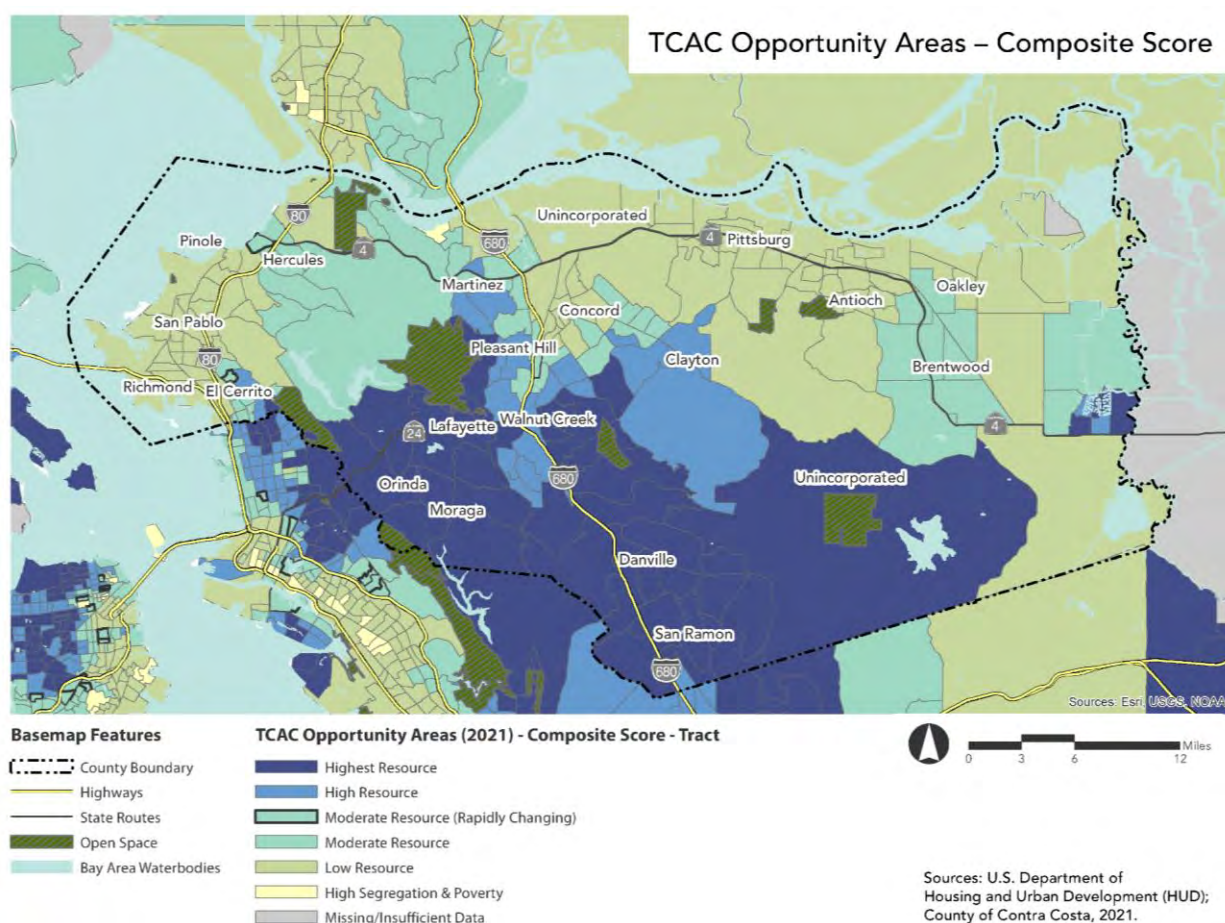 TCAC Opportunity Areas – Composite Score
80
Unincorporated
Pinole
680
4
Pittsburg
Hercules
4
Martinez
Oakley
Antioch
San Pablo
Concord
80
Pleasant Hill
Clayton
Brentwood
Richmond
El Cerrito
Lafayette
Walnut Creek
24
4
680
Unincorporated
Orinda
Moraga
Danville
San Ramon
680
Sources: Esri, USGS, NOAA
Basemap Features
County Boundary
Highways
State Routes
Open Space
Bay Area Waterbodies
TCAC Opportunity Areas (2021) - Composite Score - Tract
Highest Resource
High Resource
Moderate Resource (Rapidly Changing)
Moderate Resource
Low Resource
High Segregation & Poverty
Missing/Insufficient Data
Miles
0 3 6 12
Sources: U.S. Department of
Housing and Urban Development (HUD);
County of Contra Costa, 2021.